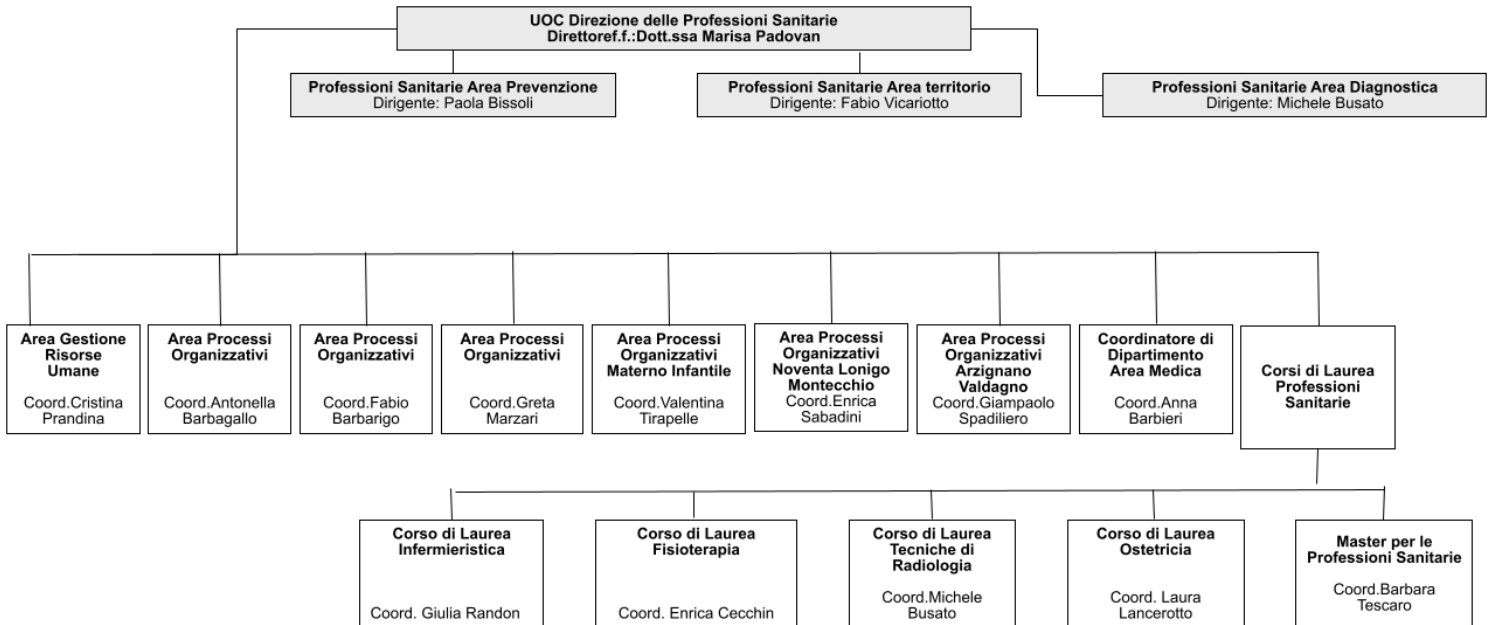 UOC Direzione delle Professioni Sanitarie
Direttoref.f.:Dott.ssa Marisa Padovan
Professioni Sanitarie Area Prevenzione
Dirigente: Paola Bissoli
Professioni Sanitarie Area territorio
Dirigente: Fabio Vicariotto
Professioni Sanitarie Area Diagnostica
Dirigente: Michele Busato
Area Gestione
Risorse
Umane
Coord.Cristina
Prandina
Area Processi
Organizzativi
Coord.Antonella
Barbagallo
Area Processi
Organizzativi
Coord.Fabio
Barbarigo
Area Processi
Organizzativi
Coord.Greta
Marzari
Area Processi
Organizzativi
Materno Infantile
Coord.Valentina
Tirapelle
Area Processi
Organizzativi
Noventa Lonigo
Montecchio
Coord.Enrica
Sabadini
Area Processi
Organizzativi
Arzignano
Valdagno
Coord.Giampaolo
Spadiliero
Coordinatore di
Dipartimento
Area Medica
Coord.Anna
Barbieri
Corsi di Laurea
Professioni
Sanitarie
Corso di Laurea
Infermieristica
Coord. Giulia Randon
Corso di Laurea
Fisioterapia
Coord. Enrica Cecchin
Corso di Laurea
Tecniche di
Radiologia
Coord.Michele
Busato
Corso di Laurea
Ostetricia
Coord. Laura
Lancerotto
Master per le
Professioni Sanitarie
Coord.Barbara
Tescaro